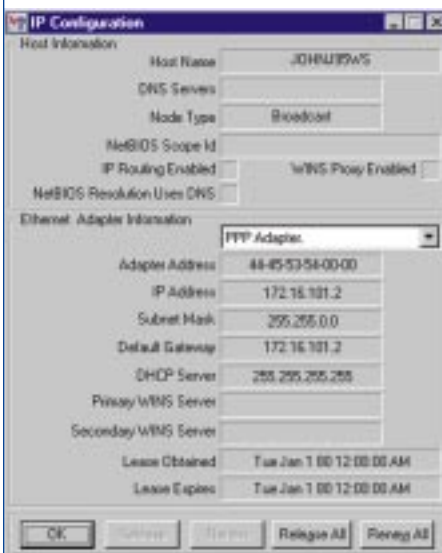 IP Configuration
Host Information
Host Name
DNS Servers
Node Type Broadcast
NetBIOS Scope Id
IP Routing Enabled WINS Proxy Enabled
NetBIOS Resolution Uses DNS
Ethernet Adapter Information
PPP Adapter.
Adapter Address 44-45-53-54-00-00
IP Address 172.16.101.2
Subnet Mask 255.255.0.0
Default Gateway 172.16.101.2
DHCP Server 255.255.255.255
Primary WINS Server
Secondary WINS Server
Lease Obtained Tue Jan 1 80 12:00:00 AM
Lease Expires Tue Jan 1 80 12:00:00 AM
OK Release All Renew All